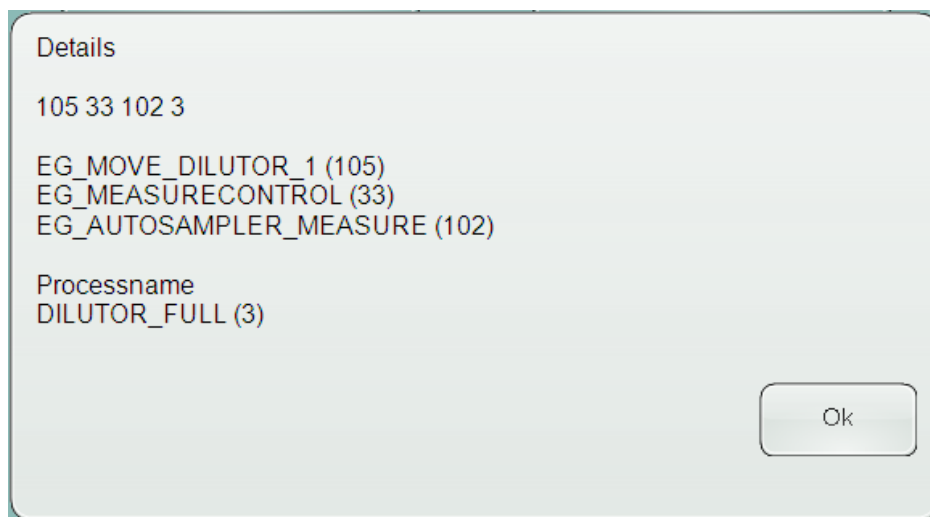 Details
105 33 102 3
EG_MOVE_DILUTOR_1 (105)
EG_MEASURECONTROL (33)
EG_AUTOSAMPLER_MEASURE (102)
Processname
DILUTOR_FULL (3)
Ok